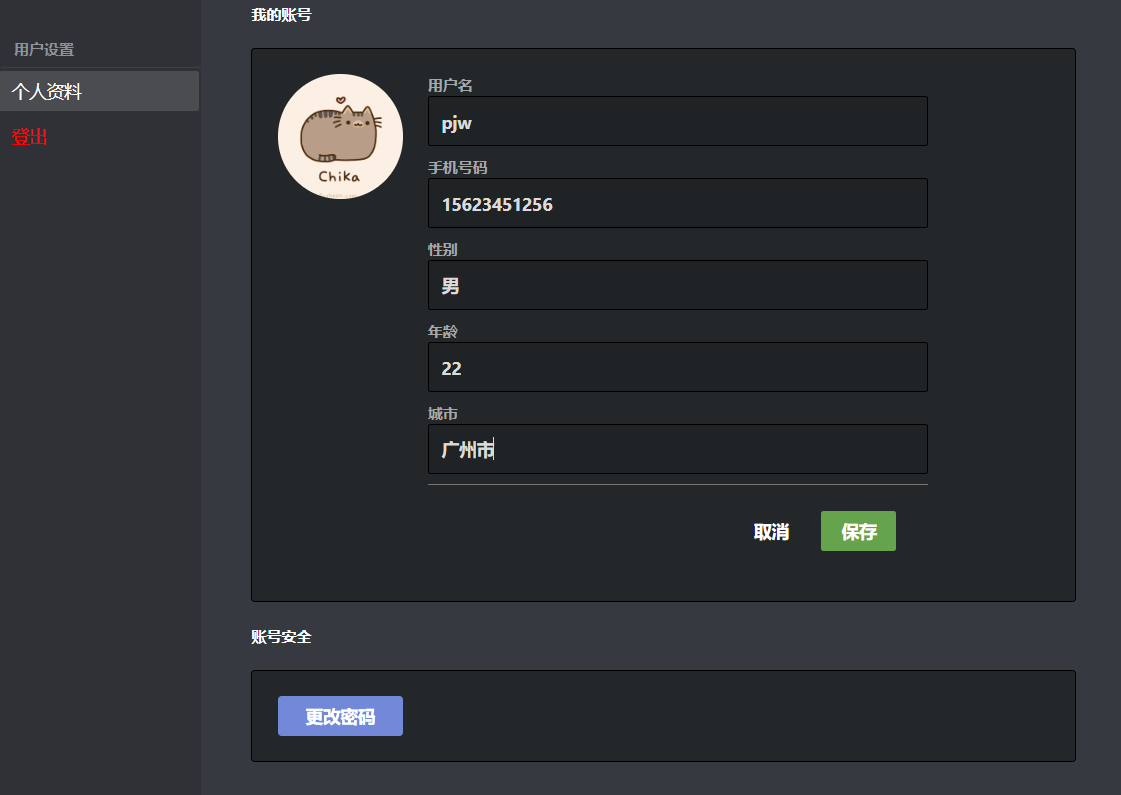 我的账号
用户设置
个人资料
登出
Chika
用户名
pjw
手机号码
15623451256
性别
男
年龄
22
城市
广州市
取消
保存
账号安全
更改密码